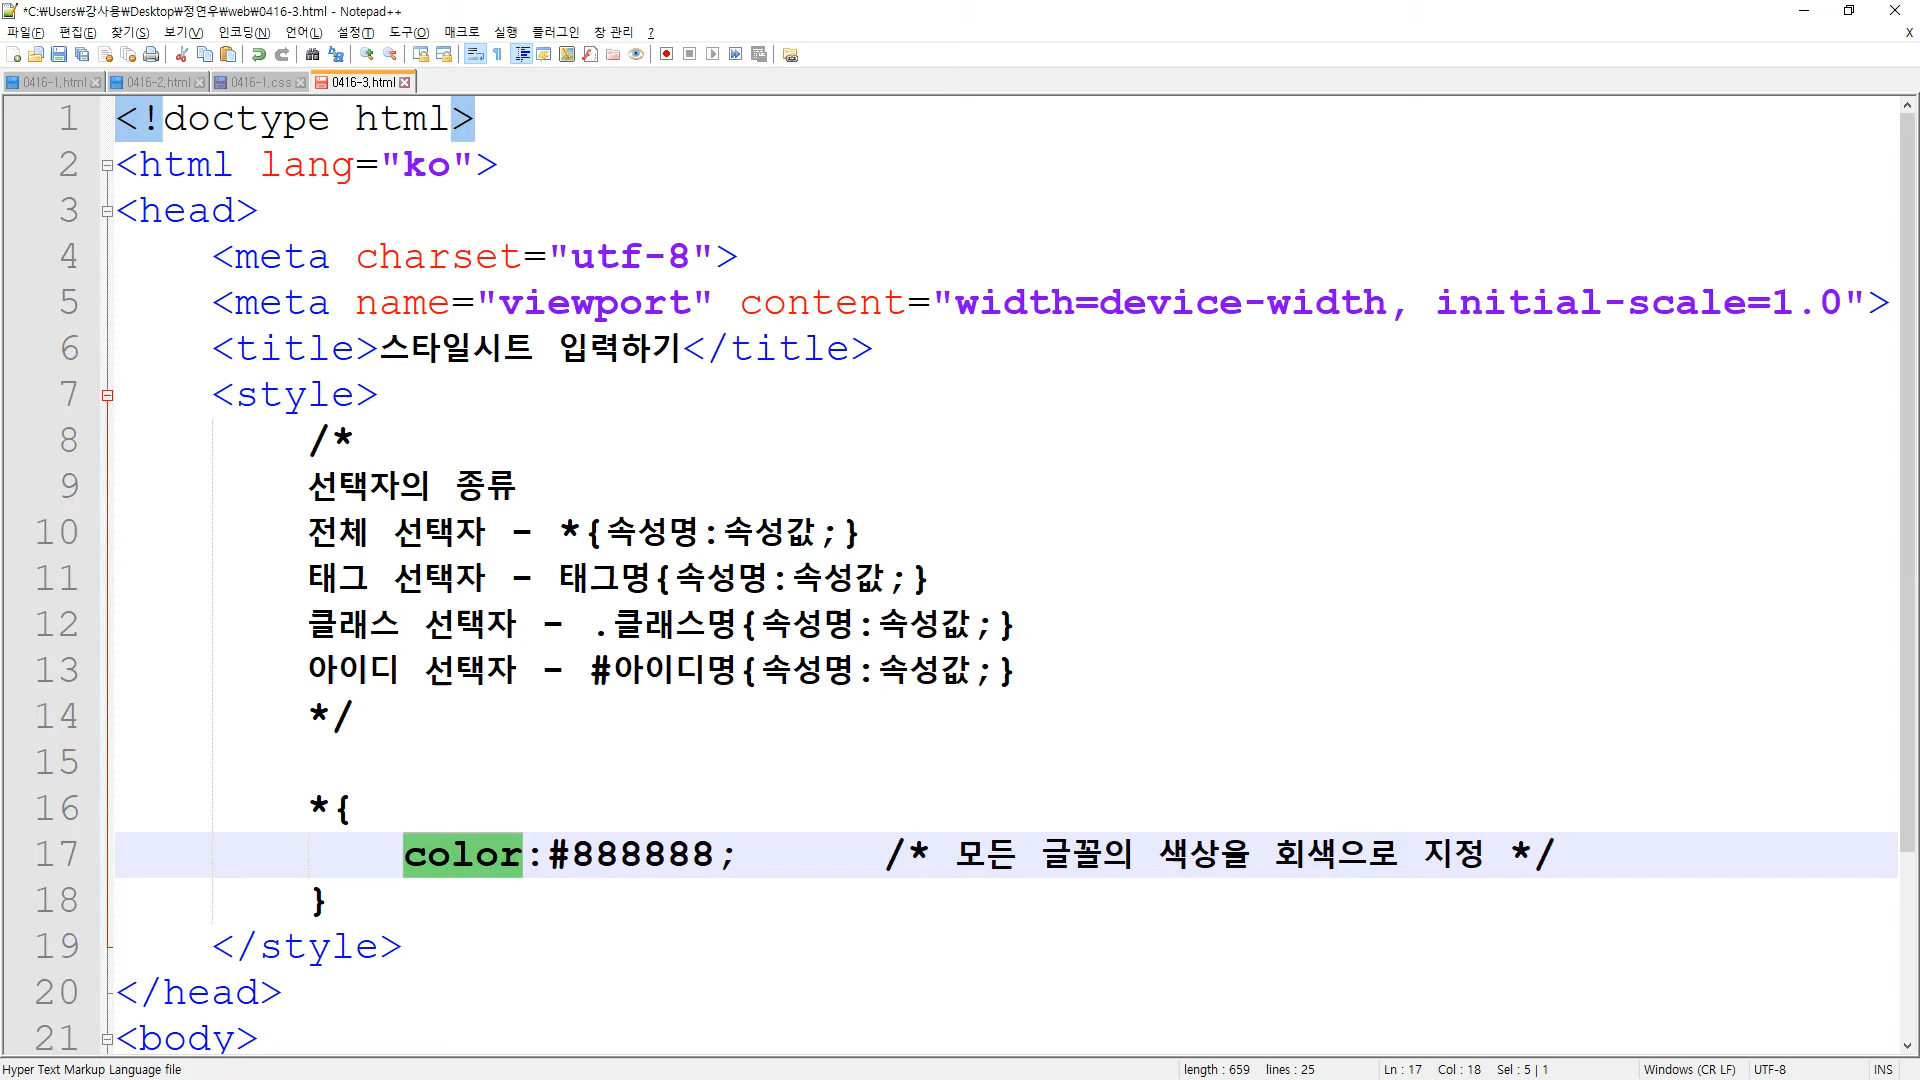 *C:\Users\강사용\Desktop\정연우\web\0416-3.html - Notepad++
파일(F) 편집(E) 찾기(S) 보기(V) 인코딩(N) 언어(L) 설정(T) 도구(O) 매크로 실행 플러그인 창 관리 ? X
0416-1.html 0416-2.html 0416-1.css 0416-3.html
1 <!doctype html>
2 <html lang="ko">
3 <head>
4 <meta charset="utf-8">
5 <meta name="viewport" content="width=device-width, initial-scale=1.0">
6 <title>스타일시트 입력하기</title>
7 <style>
8 /*
9 선택자의 종류
10 전체 선택자 - *{속성명:속성값;}
11 태그 선택자 - 태그명{속성명:속성값;}
12 클래스 선택자 - .클래스명{속성명:속성값;}
13 아이디 선택자 - #아이디명{속성명:속성값;}
14 */
15
16 *{
17 color:#888888; /* 모든 글꼴의 색상을 회색으로 지정 */
18 }
19 </style>
20 </head>
21 <body>
Hyper Text Markup Language file length : 659 lines : 25 Ln : 17 Col : 18 Sel : 5 | 1 Windows (CR LF) UTF-8 INS